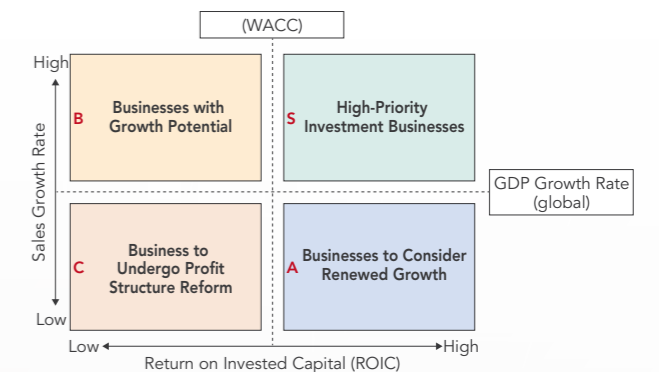 (WACC)
High
B
Businesses with
Growth Potential
S
High-Priority
Investment Businesses
Sales Growth Rate
GDP Growth Rate
(global)
C
Business to
Undergo Profit
Structure Reform
A
Businesses to Consider
Renewed Growth
Low
Low
High
Return on Invested Capital (ROIC)